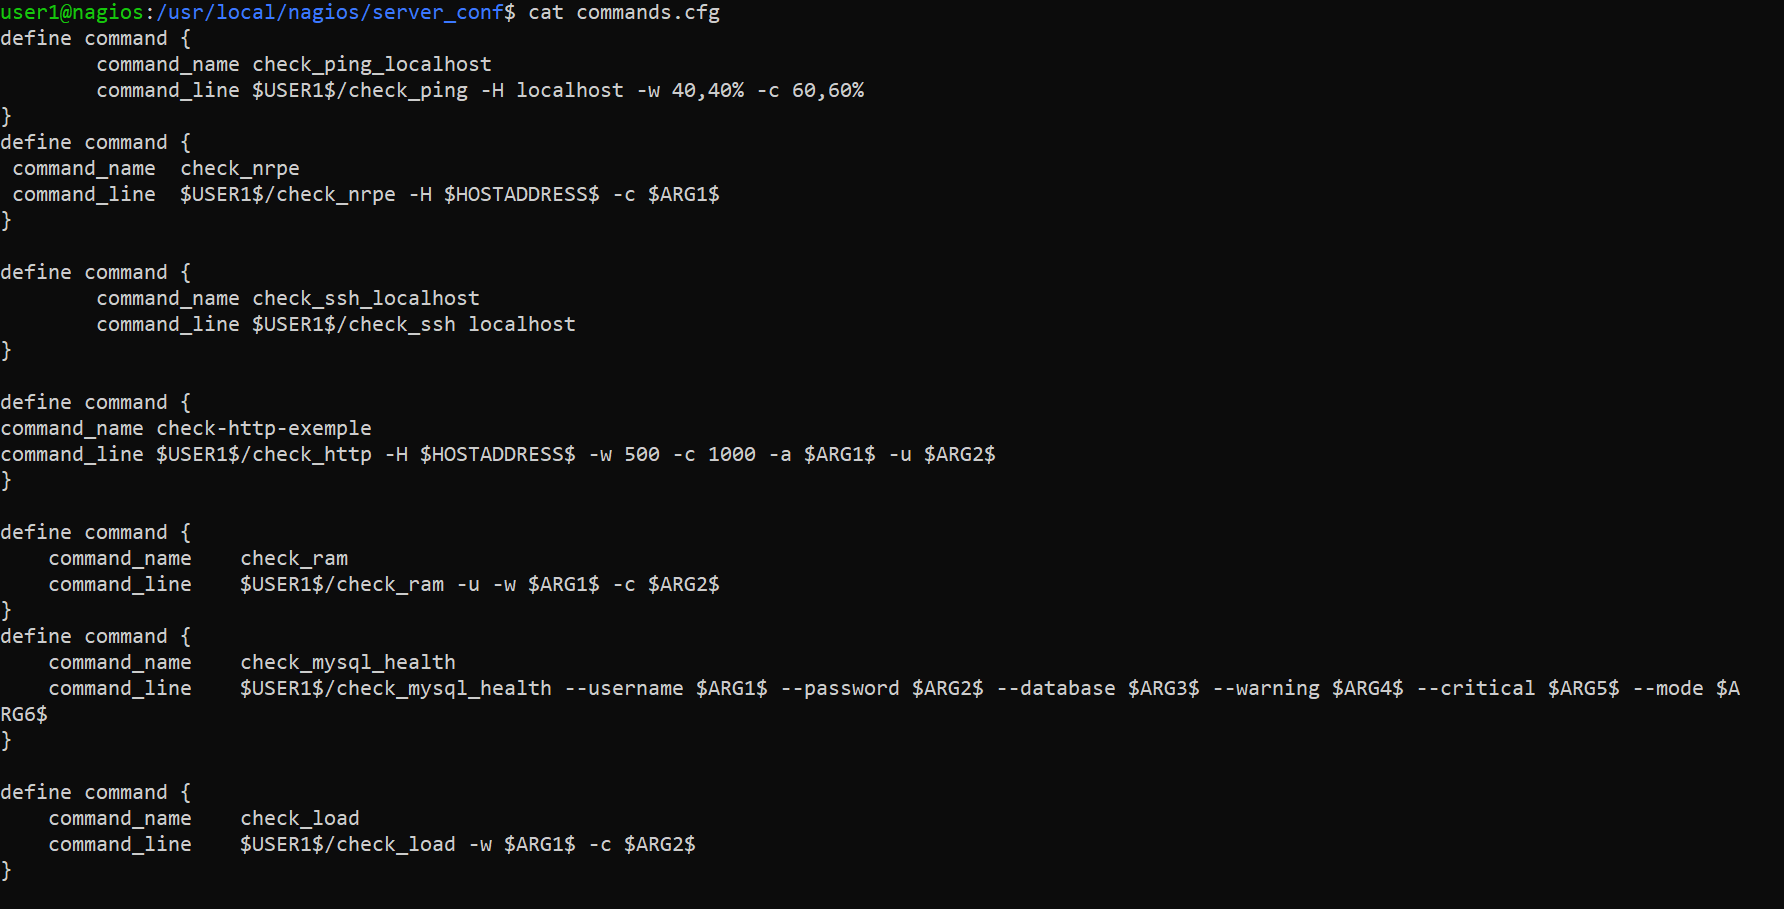 user1@nagios:/usr/local/nagios/server_conf$ cat commands.cfg
define command {
        command_name check_ping_localhost
        command_line $USER1$/check_ping -H localhost -w 40,40% -c 60,60%
}
define command {
 command_name  check_nrpe
 command_line  $USER1$/check_nrpe -H $HOSTADDRESS$ -c $ARG1$
}

define command {
        command_name check_ssh_localhost
        command_line $USER1$/check_ssh localhost
}

define command {
command_name check-http-exemple
command_line $USER1$/check_http -H $HOSTADDRESS$ -w 500 -c 1000 -a $ARG1$ -u $ARG2$
}

define command {
    command_name    check_ram
    command_line    $USER1$/check_ram -u -w $ARG1$ -c $ARG2$
}
define command {
    command_name    check_mysql_health
    command_line    $USER1$/check_mysql_health --username $ARG1$ --password $ARG2$ --database $ARG3$ --warning $ARG4$ --critical $ARG5$ --mode $A
RG6$
}

define command {
    command_name    check_load
    command_line    $USER1$/check_load -w $ARG1$ -c $ARG2$
}